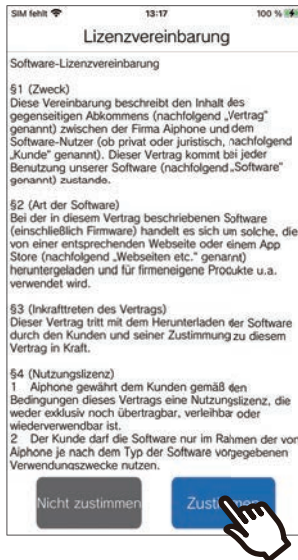 SIM fehlt 13:17 100 %
Lizenzvereinbarung
Software-Lizenzvereinbarung
§1 (Zweck)
Diese Vereinbarung beschreibt den Inhalt des
gegenseitigen Abkommens (nachfolgend „Vertrag"
genannt) zwischen der Firma Aiphone und dem
Software-Nutzer (ob privat oder juristisch, nachfolgend
„Kunde" genannt). Dieser Vertrag kommt bei jeder
Benutzung unserer Software (nachfolgend „Software"
genannt) zustande.
§2 (Art der Software)
Bei der in diesem Vertrag beschriebenen Software
(einschließlich Firmware) handelt es sich um solche, die
von einer entsprechenden Webseite oder einem App
Store (nachfolgend „Webseiten etc." genannt)
heruntergeladen und für firmeneigene Produkte u.a.
verwendet wird.
§3 (Inkrafttreten des Vertrags)
Dieser Vertrag tritt mit dem Herunterladen der Software
durch den Kunden und seiner Zustimmung zu diesem
Vertrag in Kraft.
§4 (Nutzungslizenz)
1 Aiphone gewährt dem Kunden gemäß den
Bedingungen dieses Vertrags eine Nutzungslizenz, die
weder exklusiv noch übertragbar, verleihbar oder
wiederverwendbar ist.
2 Der Kunde darf die Software nur im Rahmen der von
Aiphone je nach dem Typ der Software vorgegebenen
Verwendungszwecke nutzen.
Nicht zustimmen
Zustimmen